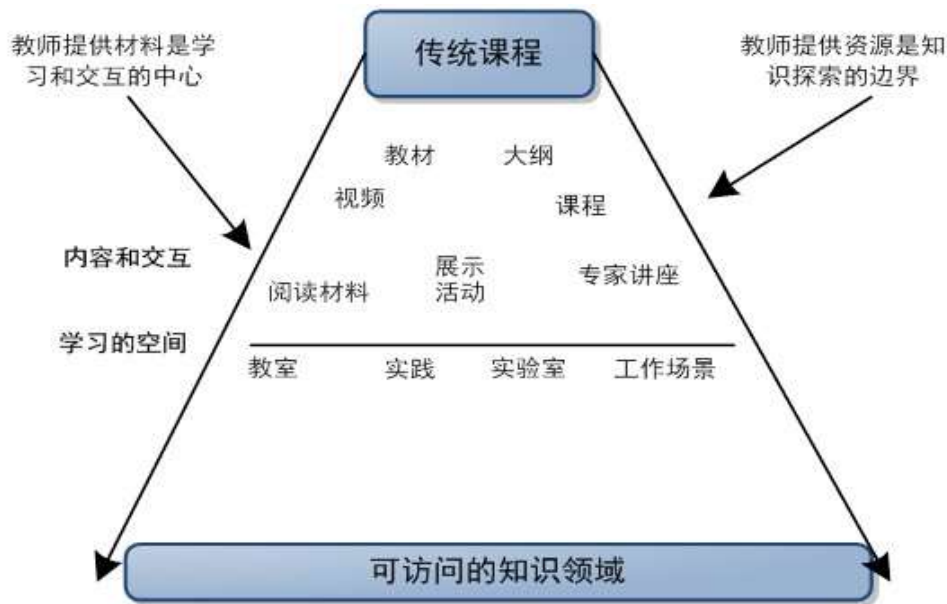 传统课程
教师提供材料是学
习和交互的中心
教师提供资源是知
识探索的边界
教材
大纲
视频
课程
内容和交互
阅读材料
展示
活动
专家讲座
学习的空间
教室
实践
实验室
工作场景
可访问的知识领域